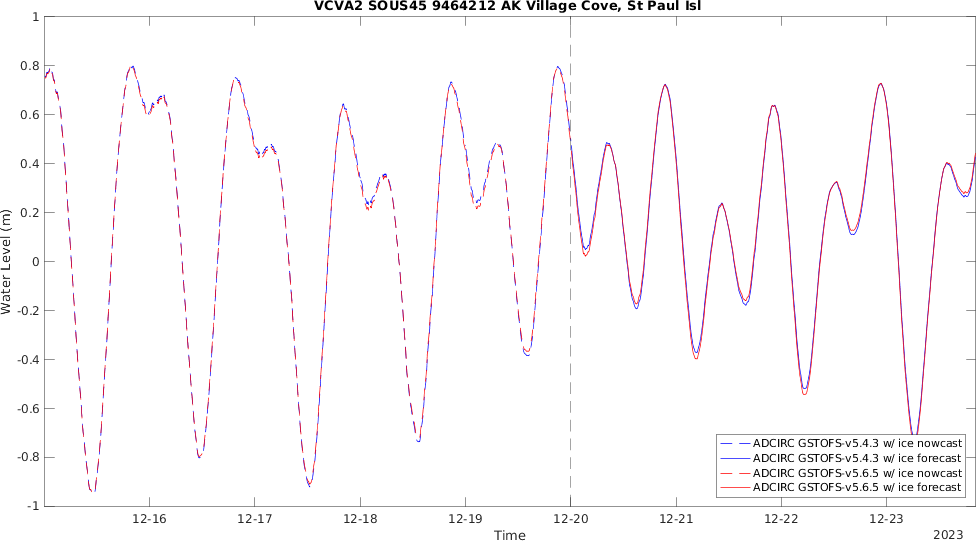 VCVA2 SOUS45 9464212 AK Village Cove, St Paul Isl
1
0.8
0.6
0.4
0.2
0
-0.2
-0.4
-0.6
-0.8
-1
Water Level (m)
12-16 12-17 12-18 12-19 12-20 12-21 12-22 12-23
Time
2023
ADCIRC GSTOFS-v5.4.3 w/ ice nowcast
ADCIRC GSTOFS-v5.4.3 w/ ice forecast
ADCIRC GSTOFS-v5.6.5 w/ ice nowcast
ADCIRC GSTOFS-v5.6.5 w/ ice forecast